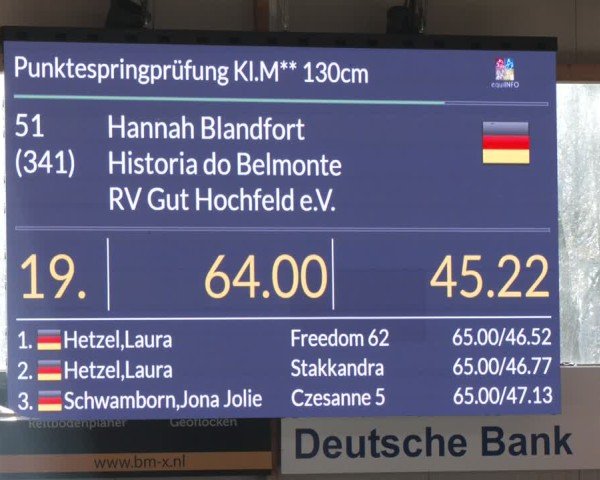 Punktespringprüfung Kl.M** 130cm
equiINFO
51 Hannah Blandfort
(341) Historia do Belmonte
RV Gut Hochfeld e.V.
19. 64.00 45.22
1. Hetzel,Laura Freedom 62 65.00/46.52
2. Hetzel,Laura Stakkandra 65.00/46.77
3. Schwamborn,Jona Jolie Czesanne 5 65.00/47.13
Reitbodenplaner Geoflocken
www.bm-x.nl
Deutsche Bank